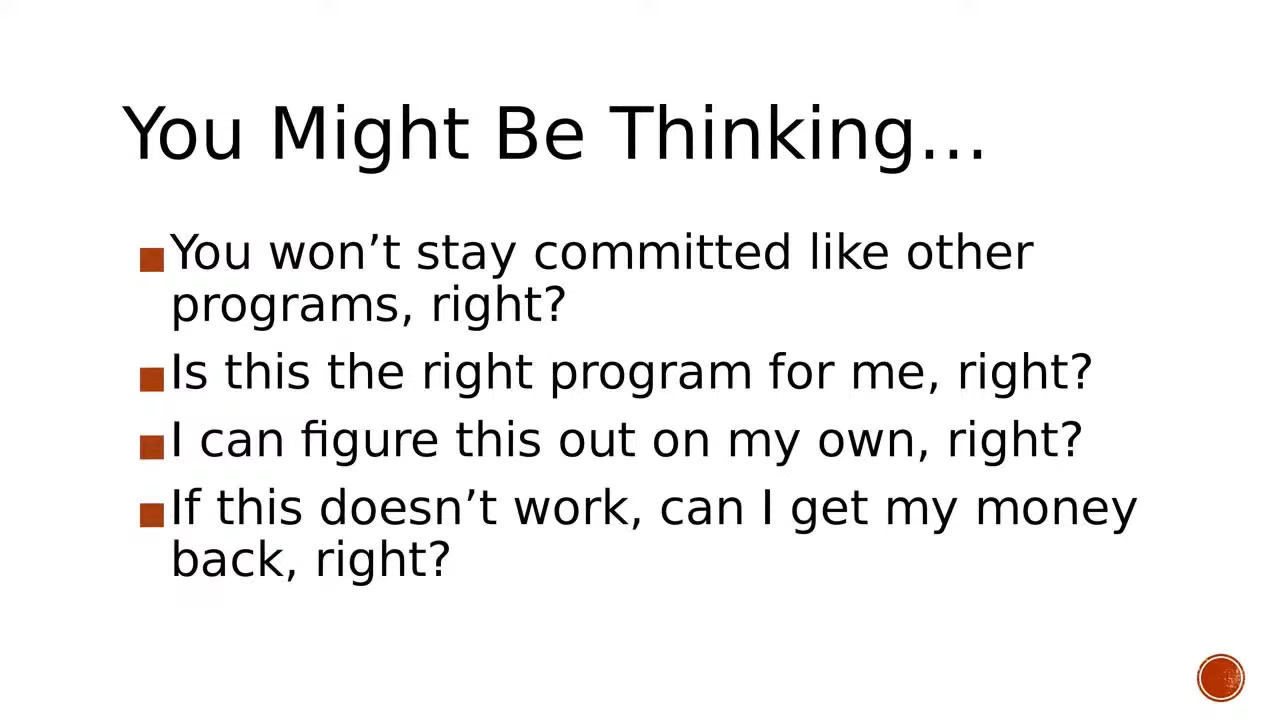 You Might Be Thinking…
You won’t stay committed like other
programs, right?
Is this the right program for me, right?
I can figure this out on my own, right?
If this doesn’t work, can I get my money
back, right?